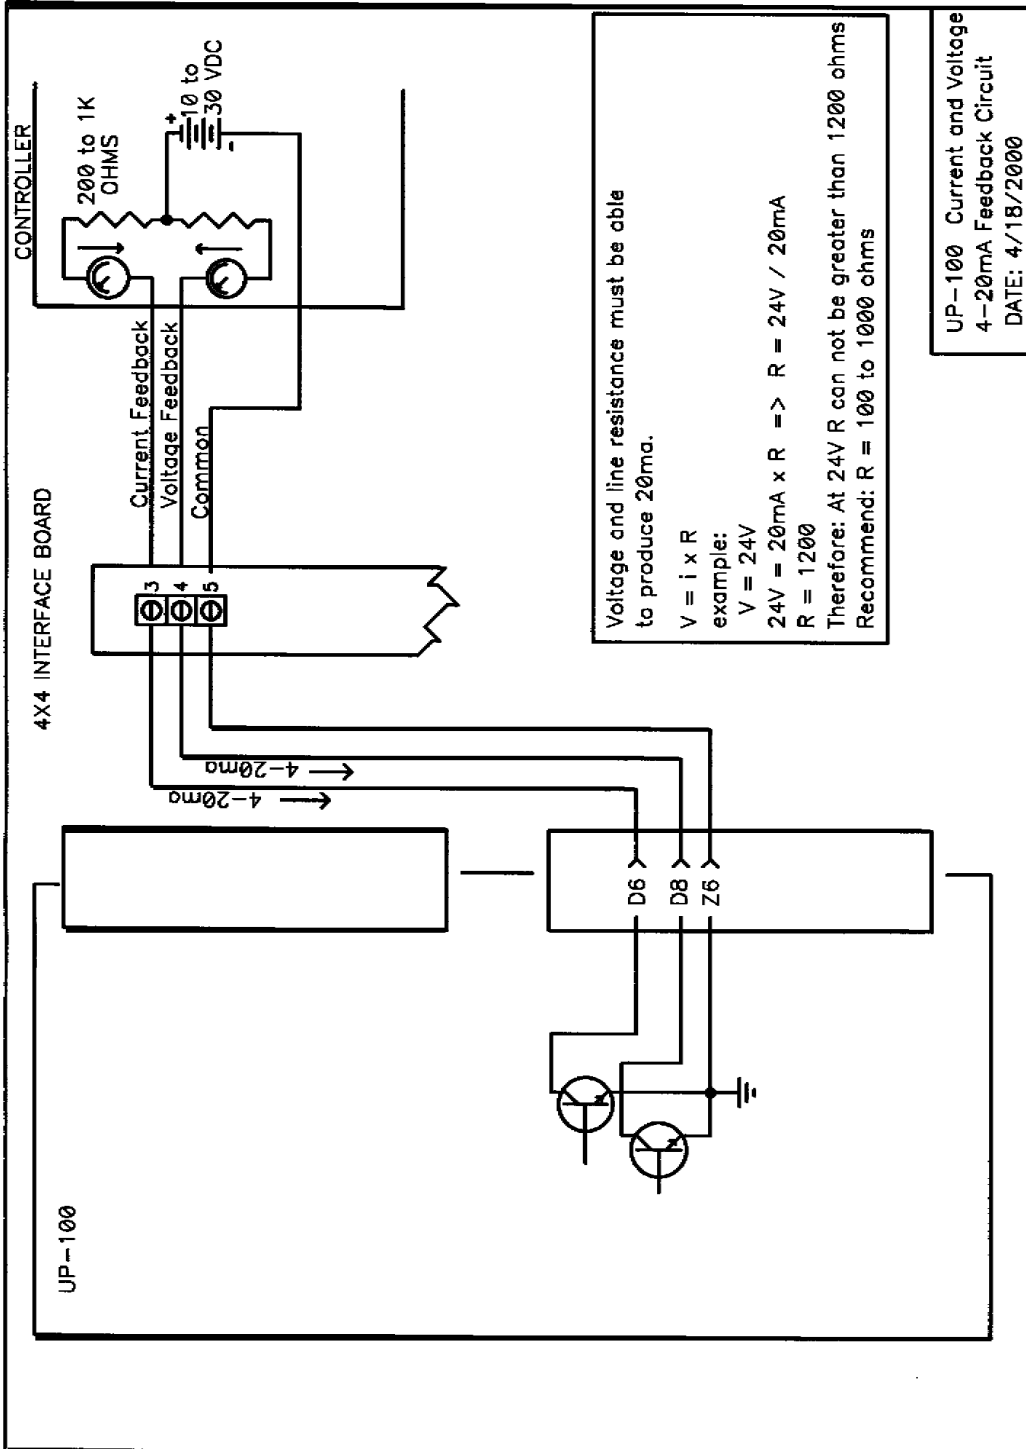 UP-100
4X4 INTERFACE BOARD
CONTROLLER
200 to 1K
OHMS
+
10 to
30 VDC
-
Current Feedback
Voltage Feedback
Common
3
4
5
4-20ma
4-20ma
D6
D8
Z6
Voltage and line resistance must be able
to produce 20ma.
V = i x R
example:
V = 24V
24V = 20mA x R => R = 24V / 20mA
R = 1200
Therefore: At 24V R can not be greater than 1200 ohms
Recommend: R = 100 to 1000 ohms
UP-100 Current and Voltage
4-20mA Feedback Circuit
DATE: 4/18/2000